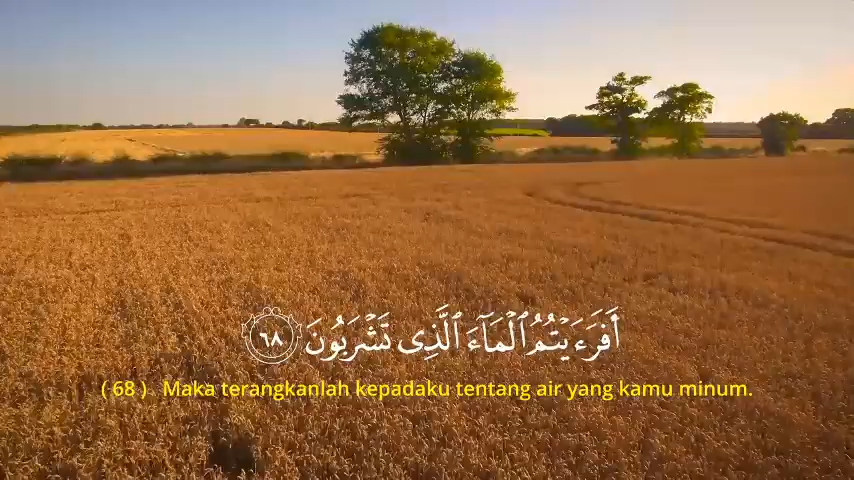 أَفَرَءَيْتُمُ ٱلْمَآءَ ٱلَّذِى تَشْرَبُونَ ٦٨
( 68 ) Maka terangkanlah kepadaku tentang air yang kamu minum.